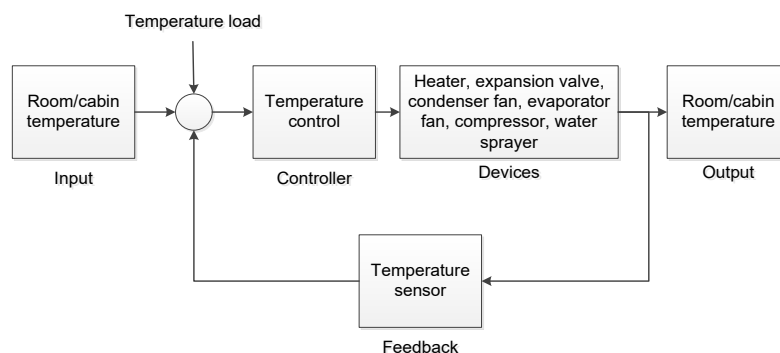 Temperature load
Room/cabin
temperature
Input
Temperature
control
Controller
Heater, expansion valve,
condenser fan, evaporator
fan, compressor, water
sprayer
Devices
Room/cabin
temperature
Output
Temperature
sensor
Feedback